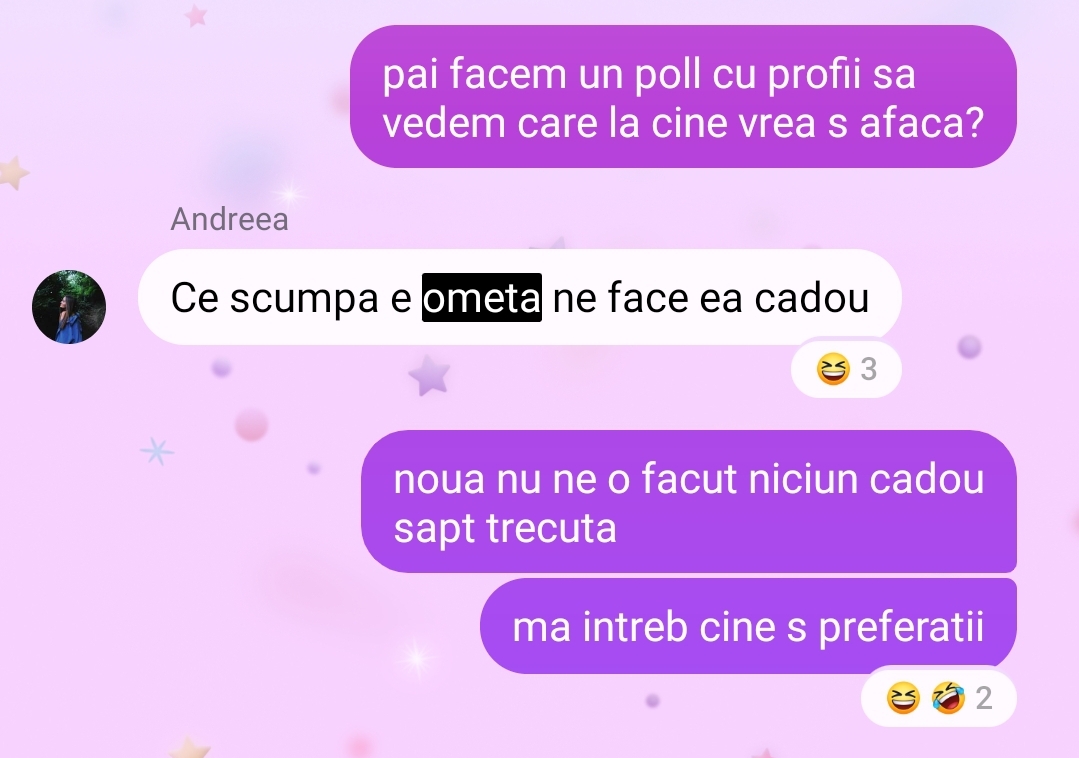 pai facem un poll cu profii sa
vedem care la cine vrea s afaca?
Andreea
Ce scumpa e ometa ne face ea cadou
😆 3
noua nu ne o facut niciun cadou
sapt trecuta
ma intreb cine s preferatii
😆 🤣 2